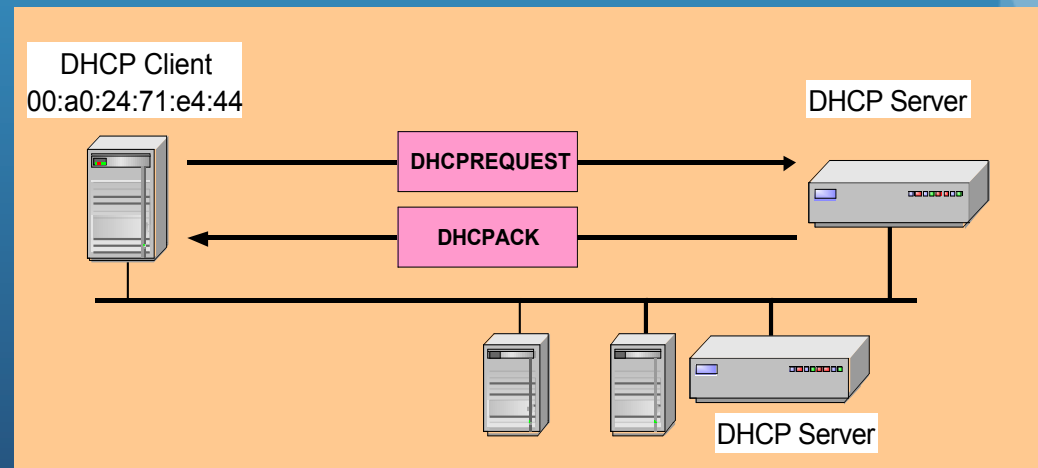 DHCP Client
00:a0:24:71:e4:44
DHCP Server
DHCPREQUEST
DHCPACK
DHCP Server